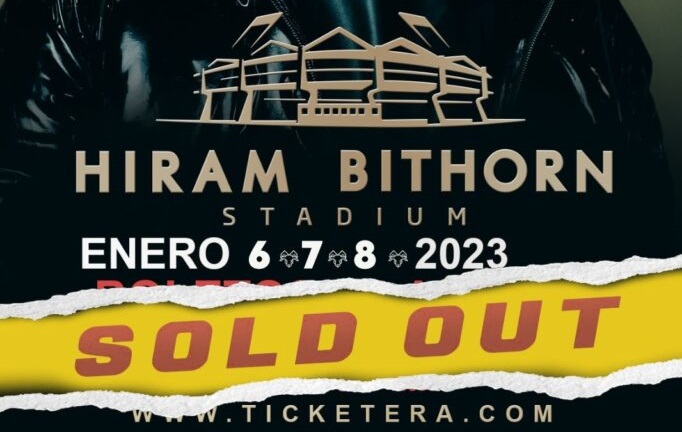 HIRAM BITHORN
STADIUM
ENERO 6 7 8 2023
SOLD OUT
WWW.TICKETERA.COM